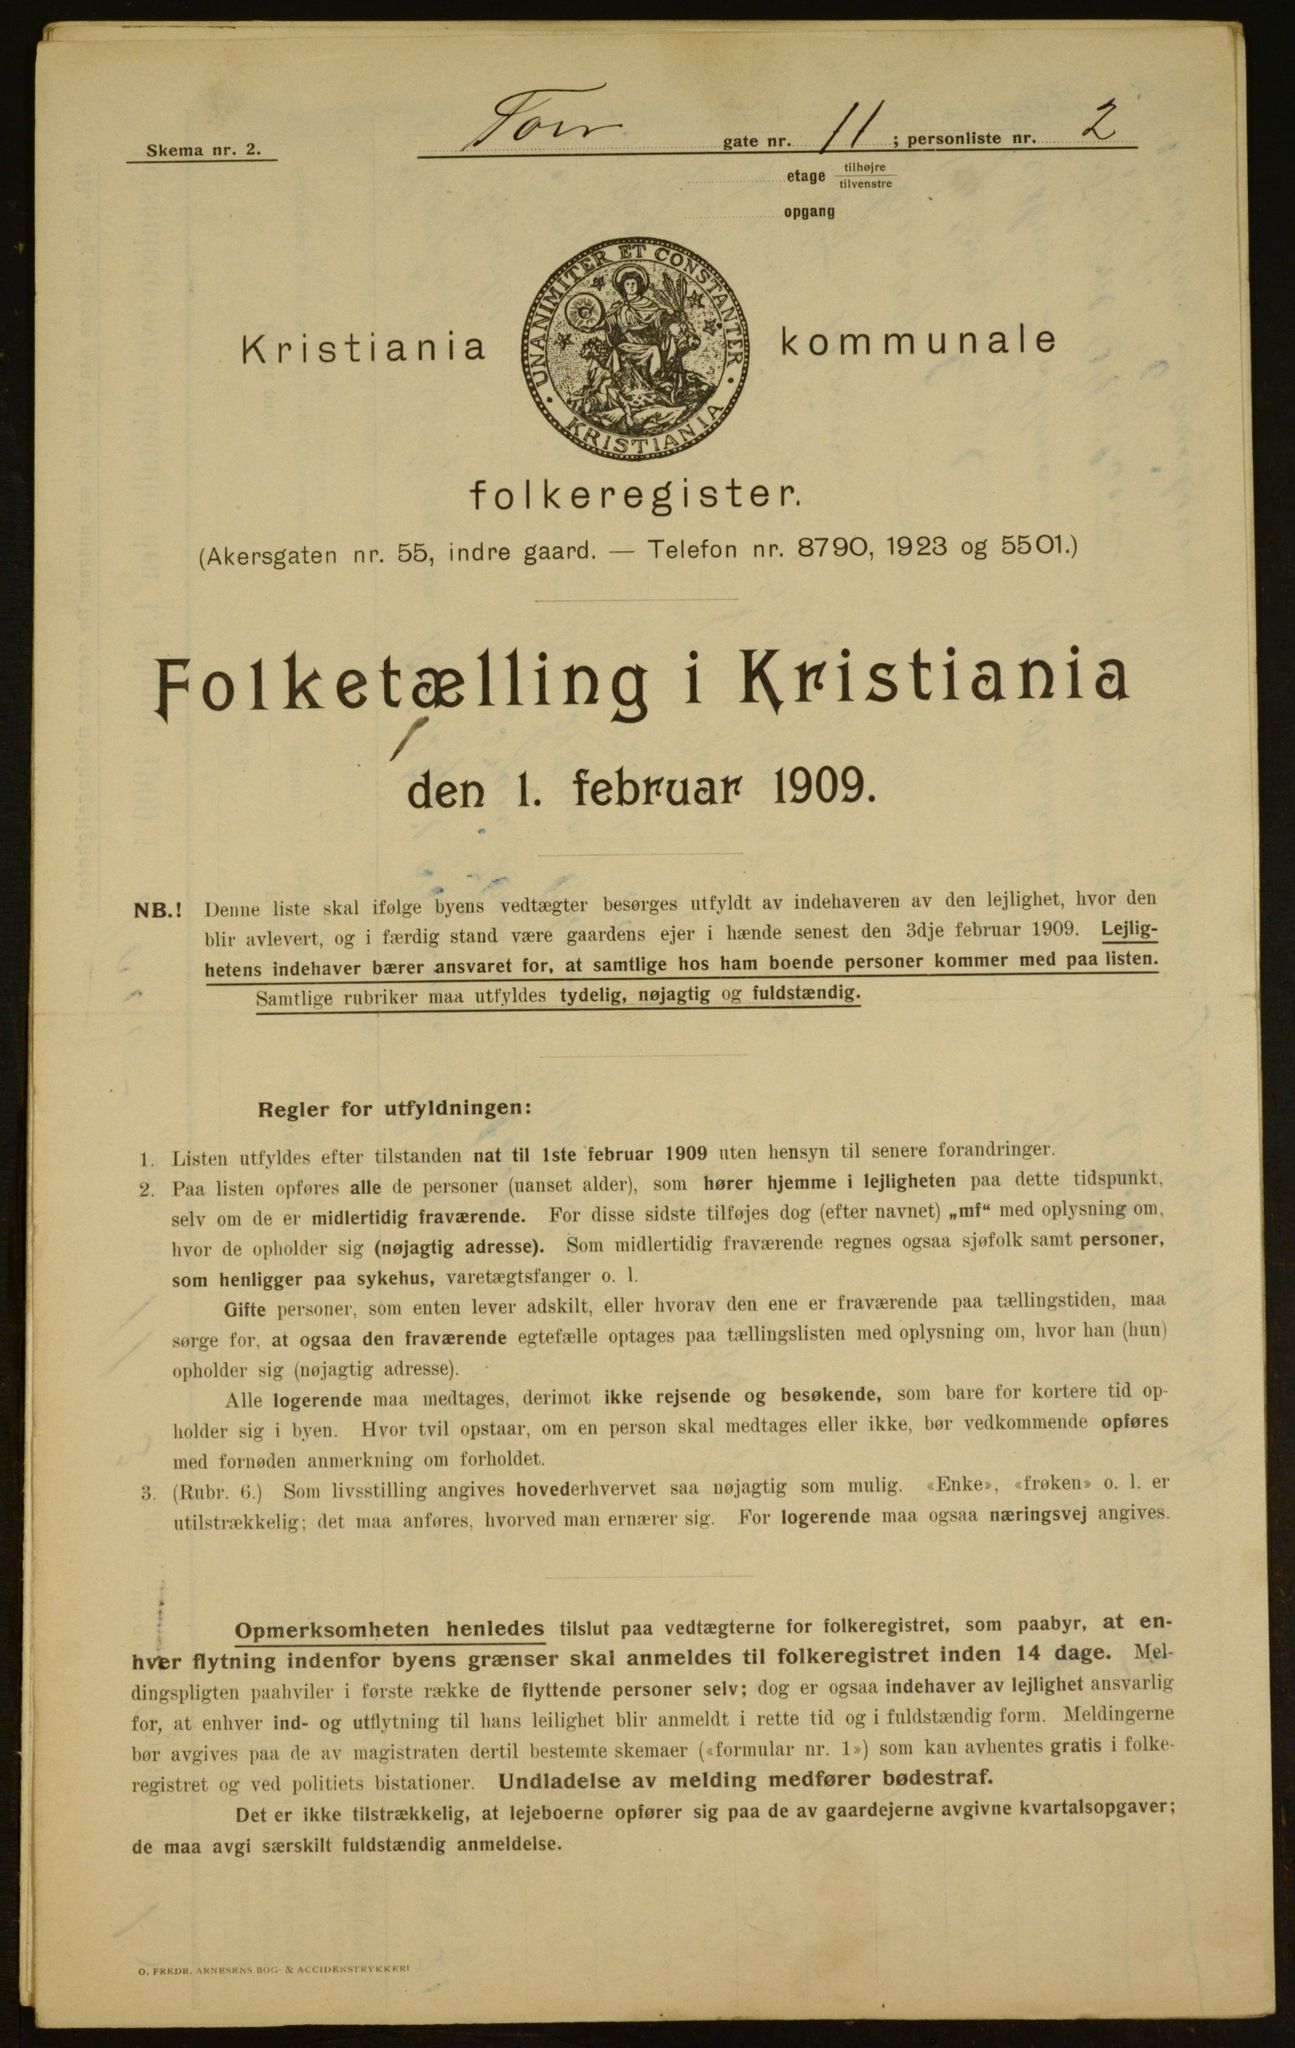 Skema nr. 2.
Torv gate nr. 11 ; personliste nr. 2
etage tilhøjre
tilvenstre
opgang
UNANIMITER ET CONSTANTER
KRISTIANIA
Kristiania kommunale
folkeregister.
(Akersgaten nr. 55, indre gaard. — Telefon nr. 8790, 1923 og 5501.)
Folketælling i Kristiania
den 1. februar 1909.
NB.! Denne liste skal ifølge byens vedtægter besørges utfyldt av indehaveren av den lejlighet, hvor den
blir avlevert, og i færdig stand være gaardens ejer i hænde senest den 3dje februar 1909. Lejlig-
hetens indehaver bærer ansvaret for, at samtlige hos ham boende personer kommer med paa listen.
Samtlige rubriker maa utfyldes tydelig, nøjagtig og fuldstændig.
Regler for utfyldningen:
1. Listen utfyldes efter tilstanden nat til 1ste februar 1909 uten hensyn til senere forandringer.
2. Paa listen opføres alle de personer (uanset alder), som hører hjemme i lejligheten paa dette tidspunkt,
selv om de er midlertidig fraværende. For disse sidste tilføjes dog (efter navnet) „mf“ med oplysning om,
hvor de opholder sig (nøjagtig adresse). Som midlertidig fraværende regnes ogsaa sjøfolk samt personer,
som henligger paa sykehus, varetægtsfanger o. l.
Gifte personer, som enten lever adskilt, eller hvorav den ene er fraværende paa tællingstiden, maa
sørge for, at ogsaa den fraværende egtefælle optages paa tællingslisten med oplysning om, hvor han (hun)
opholder sig (nøjagtig adresse).
Alle logerende maa medtages, derimot ikke rejsende og besøkende, som bare for kortere tid op-
holder sig i byen. Hvor tvil opstaar, om en person skal medtages eller ikke, bør vedkommende opføres
med fornøden anmerkning om forholdet.
3. (Rubr. 6.) Som livsstilling angives hovederhvervet saa nøjagtig som mulig. «Enke», «frøken» o. l. er
utilstrækkelig; det maa anføres, hvorved man ernærer sig. For logerende maa ogsaa næringsvej angives.
Opmerksomheten henledes tilslut paa vedtægterne for folkeregistret, som paabyr, at en-
hver flytning indenfor byens grænser skal anmeldes til folkeregistret inden 14 dage. Mel-
dingspligten paahviler i første række de flyttende personer selv; dog er ogsaa indehaver av lejlighet ansvarlig
for, at enhver ind- og utflytning til hans leilighet blir anmeldt i rette tid og i fuldstændig form. Meldingerne
bør avgives paa de av magistraten dertil bestemte skemaer («formular nr. 1») som kan avhentes gratis i folke-
registret og ved politiets bistationer. Undladelse av melding medfører bødestraf.
Det er ikke tilstrækkelig, at lejeboerne opfører sig paa de av gaardejerne avgivne kvartalsopgaver;
de maa avgi særskilt fuldstændig anmeldelse.
O. FREDR. ARNESENS BOG- & ACCIDENSTRYKKERI